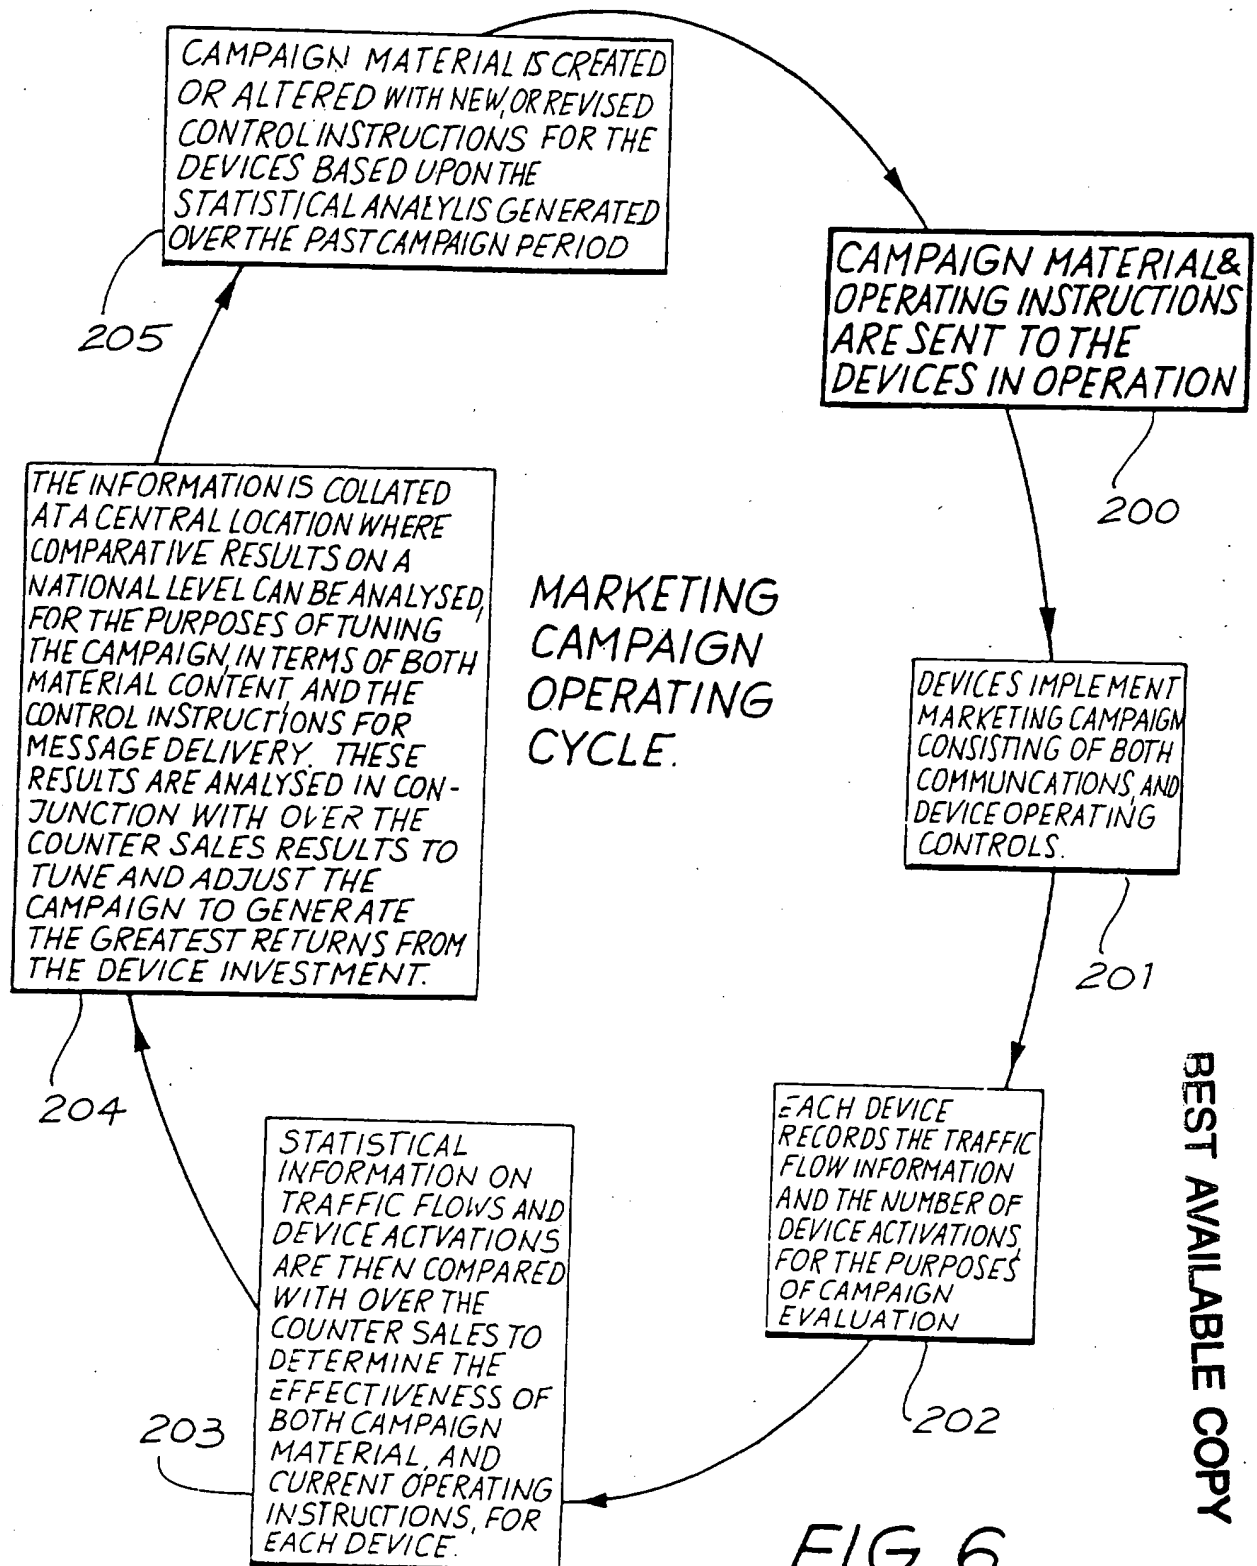 CAMPAIGN MATERIAL IS CREATED
OR ALTERED WITH NEW, OR REVISED
CONTROL INSTRUCTIONS FOR THE
DEVICES BASED UPON THE
STATISTICAL ANALYLIS GENERATED
OVER THE PAST CAMPAIGN PERIOD
205
CAMPAIGN MATERIAL &
OPERATING INSTRUCTIONS
ARE SENT TO THE
DEVICES IN OPERATION
200
THE INFORMATION IS COLLATED
AT A CENTRAL LOCATION WHERE
COMPARATIVE RESULTS ON A
NATIONAL LEVEL CAN BE ANALYSED,
FOR THE PURPOSES OF TUNING
THE CAMPAIGN, IN TERMS OF BOTH
MATERIAL CONTENT, AND THE
CONTROL INSTRUCTIONS FOR
MESSAGE DELIVERY. THESE
RESULTS ARE ANALYSED IN CON-
JUNCTION WITH OVER THE
COUNTER SALES RESULTS TO
TUNE AND ADJUST THE
CAMPAIGN TO GENERATE
THE GREATEST RETURNS FROM
THE DEVICE INVESTMENT.
204
MARKETING
CAMPAIGN
OPERATING
CYCLE.
DEVICES IMPLEMENT
MARKETING CAMPAIGN
CONSISTING OF BOTH
COMMUNCATIONS, AND
DEVICE OPERATING
CONTROLS.
201
EACH DEVICE
RECORDS THE TRAFFIC
FLOW INFORMATION
AND THE NUMBER OF
DEVICE ACTIVATIONS,
FOR THE PURPOSES
OF CAMPAIGN
EVALUATION
202
STATISTICAL
INFORMATION ON
TRAFFIC FLOWS AND
DEVICE ACTVATIONS
ARE THEN COMPARED
WITH OVER THE
COUNTER SALES TO
DETERMINE THE
EFFECTIVENESS OF
BOTH CAMPAIGN
MATERIAL, AND
CURRENT OPERATING
INSTRUCTIONS, FOR
EACH DEVICE.
203
BEST AVAILABLE COPY
FIG. 6